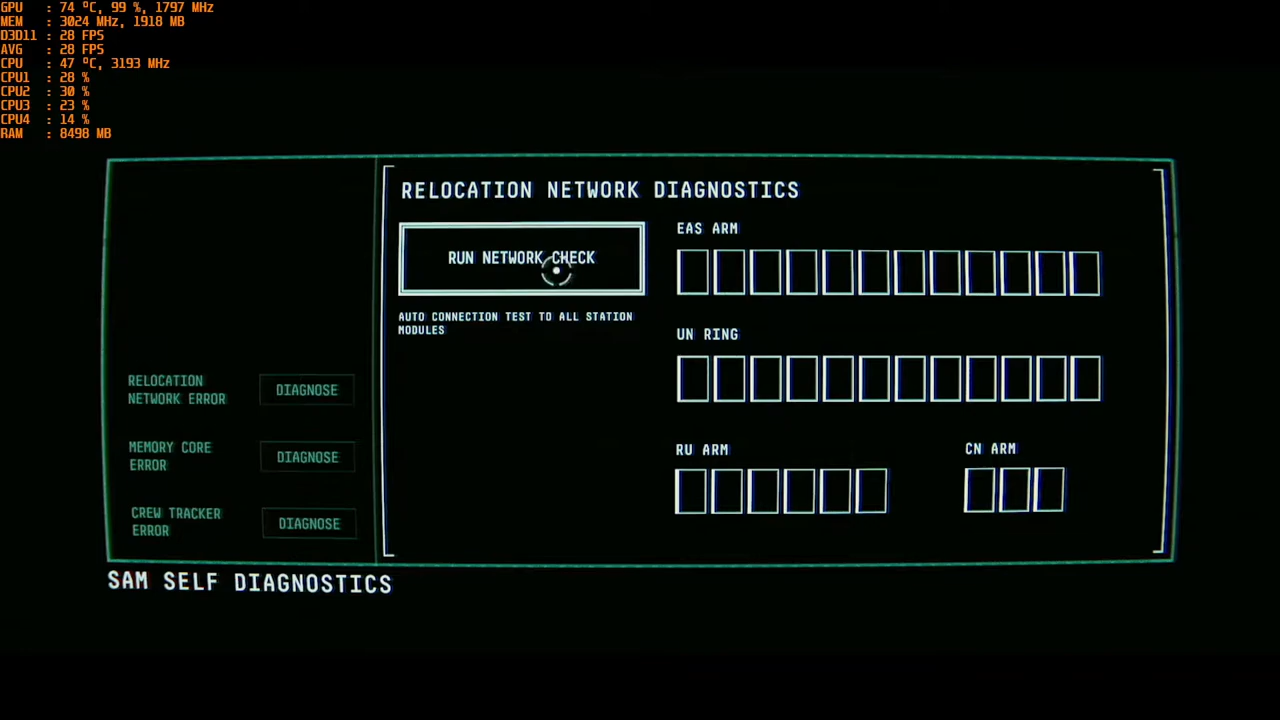 GPU : 74 ºC, 99 %, 1797 MHz
MEM : 3024 MHz, 1918 MB
D3D11 : 28 FPS
AVG : 28 FPS
CPU : 47 ºC, 3193 MHz
CPU1 : 28 %
CPU2 : 30 %
CPU3 : 23 %
CPU4 : 14 %
RAM : 8498 MB
RELOCATION NETWORK DIAGNOSTICS
RUN NETWORK CHECK
AUTO CONNECTION TEST TO ALL STATION
MODULES
EAS ARM
UN RING
RU ARM
CN ARM
RELOCATION
NETWORK ERROR
DIAGNOSE
MEMORY CORE
ERROR
DIAGNOSE
CREW TRACKER
ERROR
DIAGNOSE
SAM SELF DIAGNOSTICS